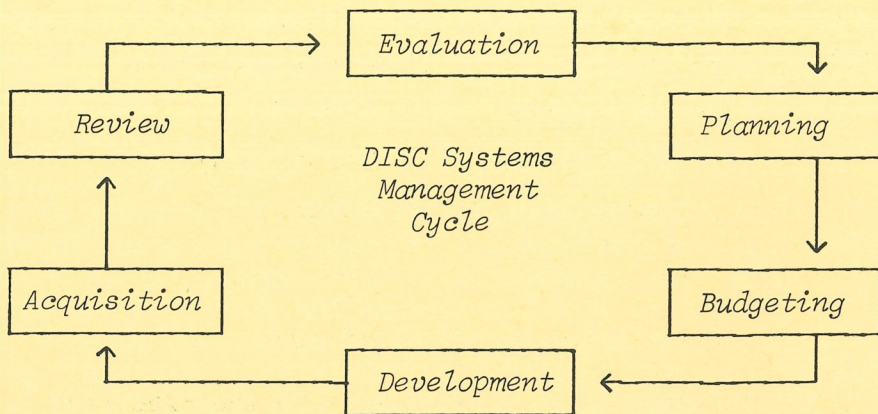 Evaluation
Review
Planning
DISC Systems
Management
Cycle
Acquisition
Budgeting
Development